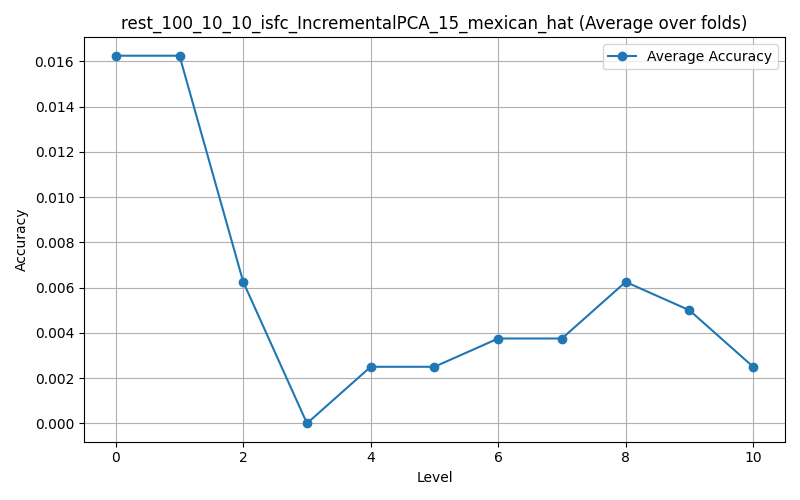 rest_100_10_10_isfc_IncrementalPCA_15_mexican_hat (Average over folds)
Average Accuracy
0.016
0.014
0.012
0.010
0.008
0.006
0.004
0.002
0.000
Accuracy
0 2 4 6 8 10
Level